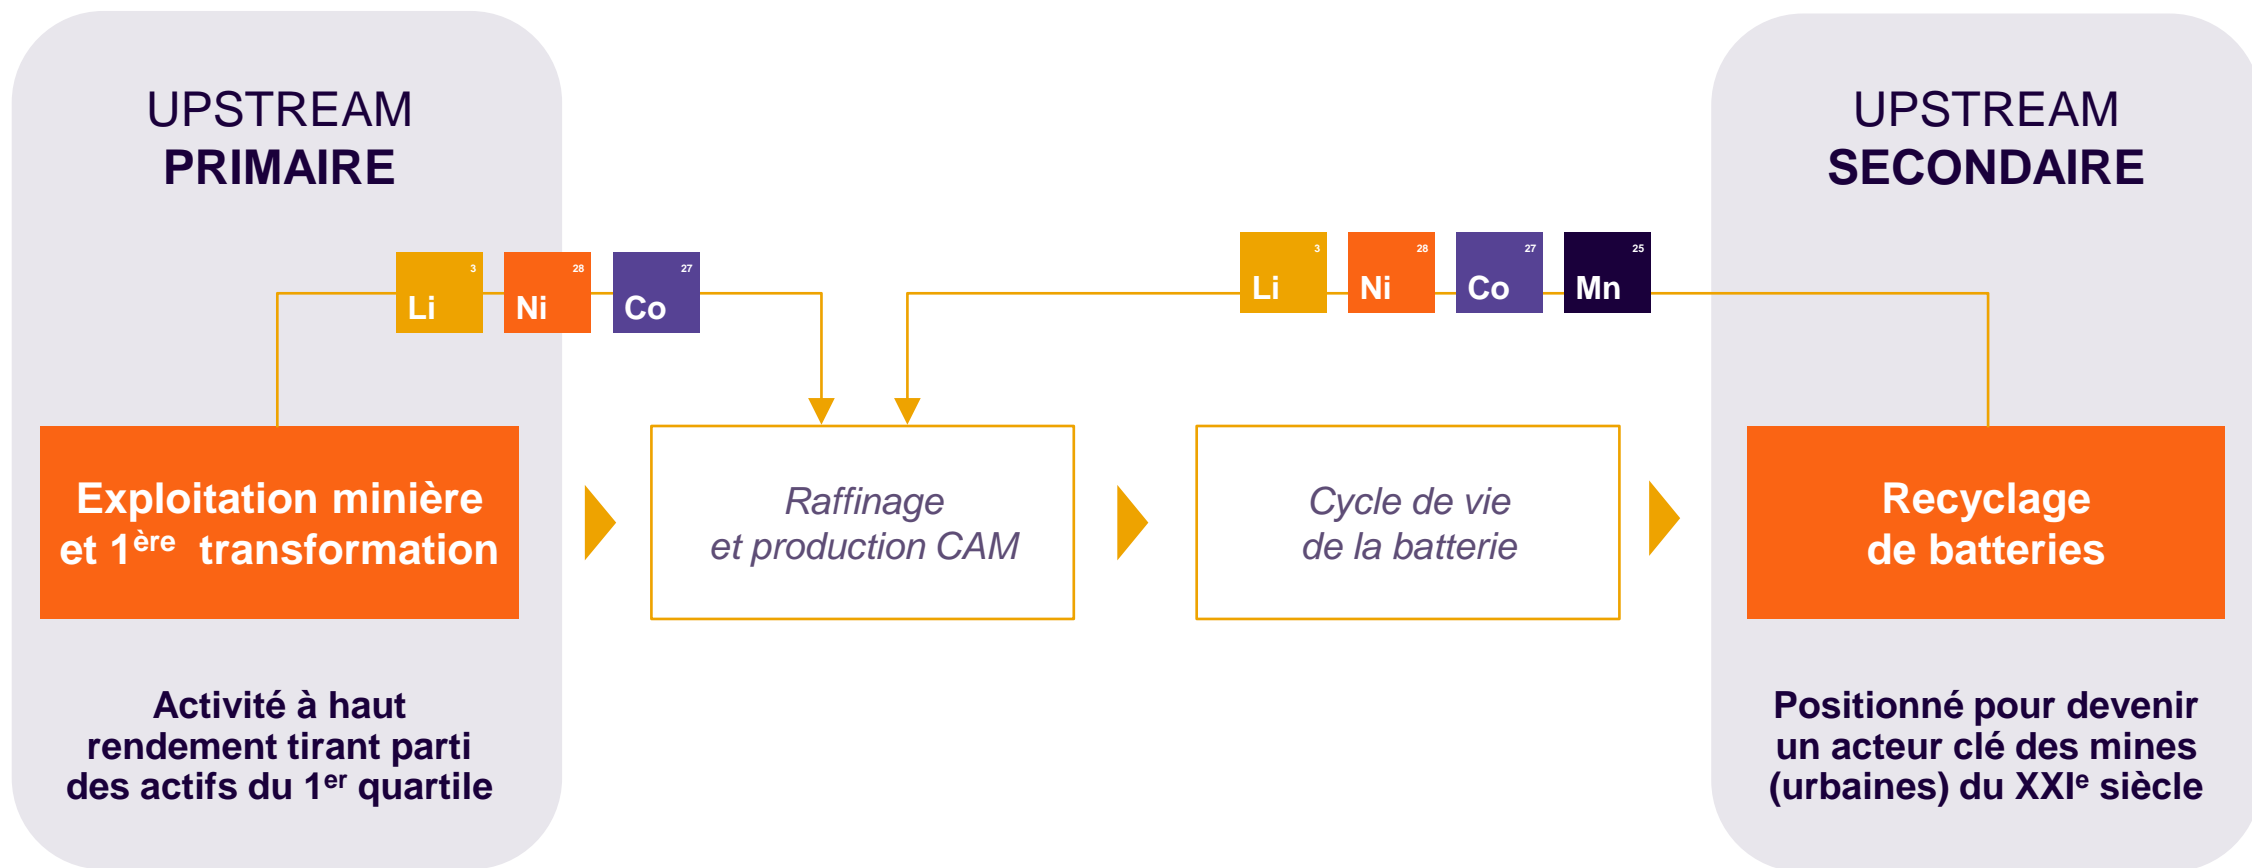 UPSTREAM
PRIMAIRE
UPSTREAM
SECONDAIRE
3
Li
28
Ni
27
Co
3
Li
28
Ni
27
Co
25
Mn
Exploitation minière
et 1ère transformation
Raffinage
et production CAM
Cycle de vie
de la batterie
Recyclage
de batteries
Activité à haut
rendement tirant parti
des actifs du 1er quartile
Positionné pour devenir
un acteur clé des mines
(urbaines) du XXIe siècle